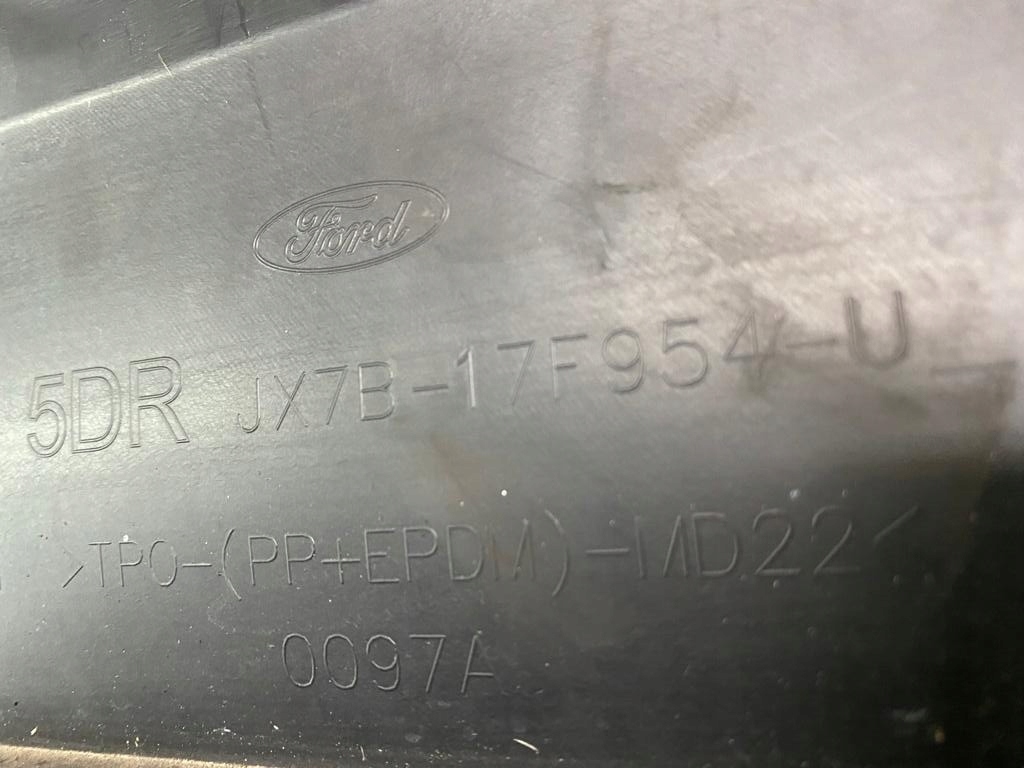 Ford
5DR JX7B-17F954-U
>TPO-(PP+EPDM)-MD22<
0097A